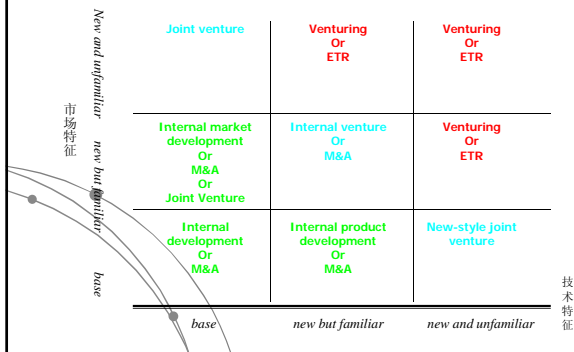 New and unfamiliar
new but familiar
base
市场特征
Joint venture
Venturing
Or
ETR
Venturing
Or
ETR
Internal market
development
Or
M&A
Or
Joint Venture
Internal venture
Or
M&A
Venturing
Or
ETR
Internal
development
Or
M&A
Internal product
development
Or
M&A
New-style joint
venture
base
new but familiar
new and unfamiliar
技术特征